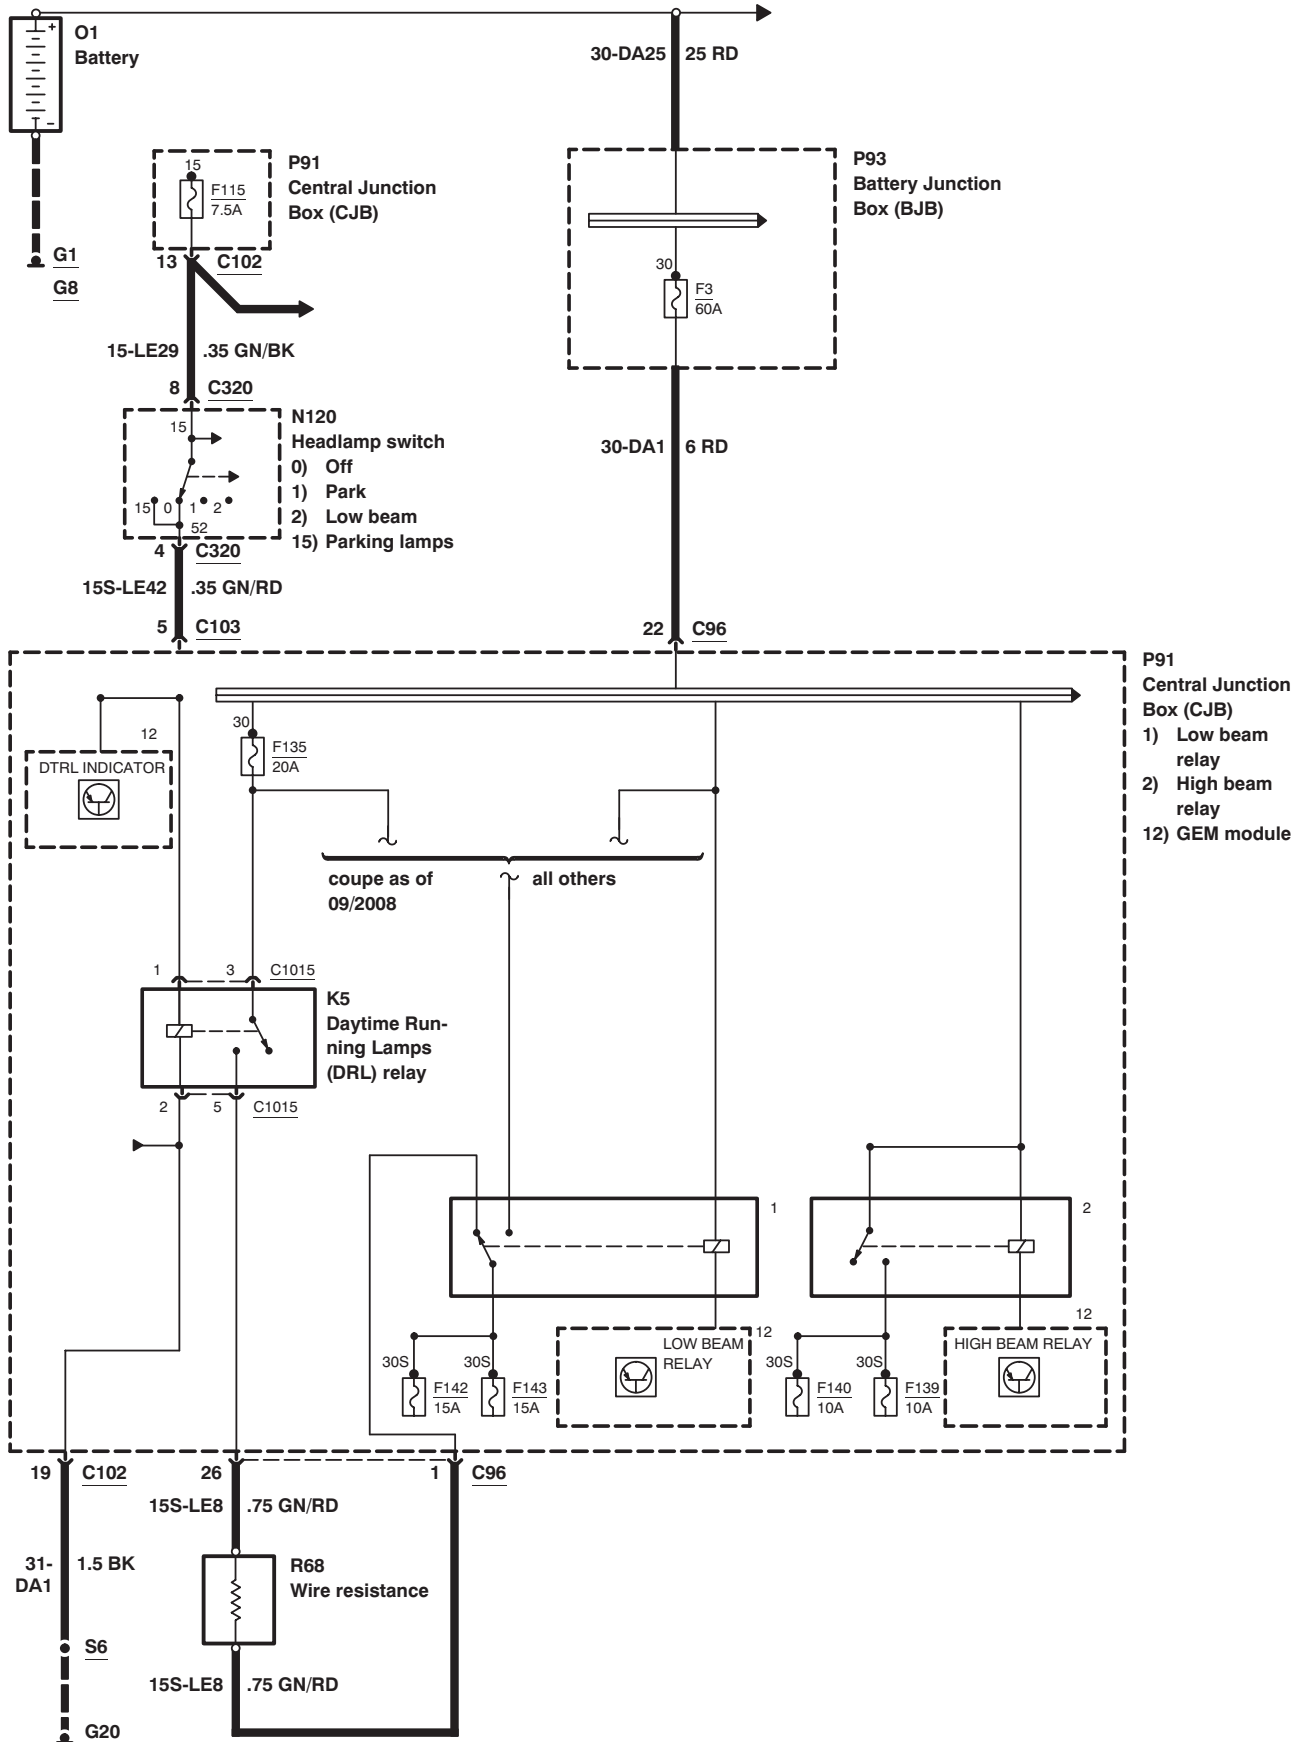 +
O1
Battery
-
30-DA25 25 RD
G1
G8
15
F115
7.5A
P91
Central Junction
Box (CJB)
13 C102
P93
Battery Junction
Box (BJB)
30
F3
60A
15-LE29 .35 GN/BK
8 C320
N120
Headlamp switch
0) Off
1) Park
2) Low beam
15) Parking lamps
15
15 0 1 2
52
4 C320
30-DA1 6 RD
15S-LE42 .35 GN/RD
5 C103
22 C96
P91
Central Junction
Box (CJB)
1) Low beam
relay
2) High beam
relay
12) GEM module
12
DTRL INDICATOR
30
F135
20A
coupe as of
09/2008
all others
1 3 C1015
K5
Daytime Run-
ning Lamps
(DRL) relay
2 5 C1015
1
2
12
LOW BEAM
RELAY
12
HIGH BEAM RELAY
30S
F142
15A
30S
F143
15A
30S
F140
10A
30S
F139
10A
19 C102
26
1 C96
15S-LE8 .75 GN/RD
31-
DA1
1.5 BK
R68
Wire resistance
S6
15S-LE8 .75 GN/RD
G20